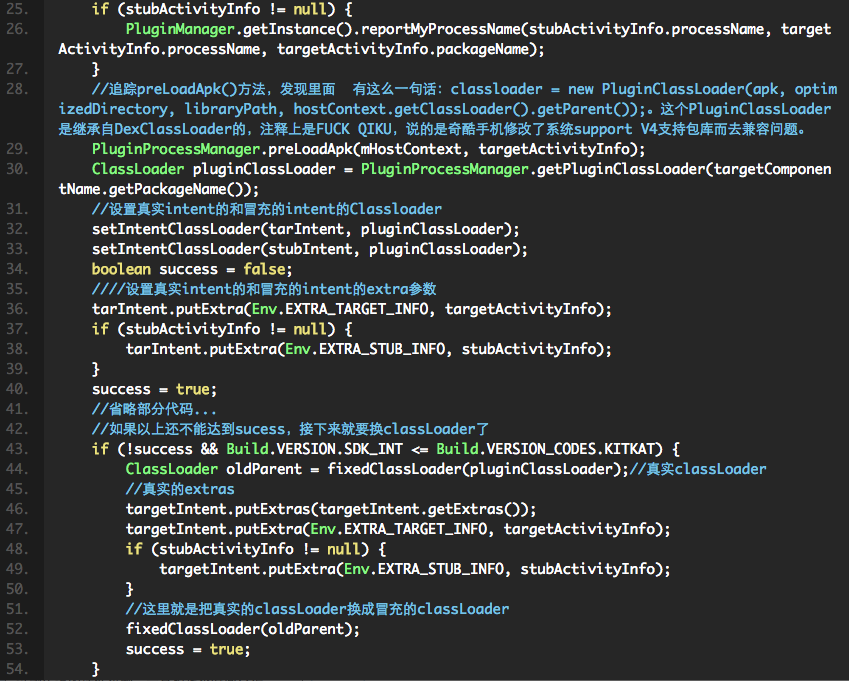 25. if (stubActivityInfo != null) {
26. PluginManager.getInstance().reportMyProcessName(stubActivityInfo.processName, target
ActivityInfo.processName, targetActivityInfo.packageName);
27. }
28. //追踪preLoadApk()方法，发现里面 有这么一句话：classloader = new PluginClassLoader(apk, optim
izedDirectory, libraryPath, hostContext.getClassLoader().getParent());。这个PluginClassLoader
是继承自DexClassLoader的，注释上是FUCK QIKU，说的是奇酷手机修改了系统support V4支持包库而去兼容问题。
29. PluginProcessManager.preLoadApk(mHostContext, targetActivityInfo);
30. ClassLoader pluginClassLoader = PluginProcessManager.getPluginClassLoader(targetComponen
tName.getPackageName());
31. //设置真实intent的和冒充的intent的Classloader
32. setIntentClassLoader(tarIntent, pluginClassLoader);
33. setIntentClassLoader(stubIntent, pluginClassLoader);
34. boolean success = false;
35. ////设置真实intent的和冒充的intent的extra参数
36. tarIntent.putExtra(Env.EXTRA_TARGET_INFO, targetActivityInfo);
37. if (stubActivityInfo != null) {
38. tarIntent.putExtra(Env.EXTRA_STUB_INFO, stubActivityInfo);
39. }
40. success = true;
41. //省略部分代码...
42. //如果以上还不能达到sucess，接下来就要换classLoader了
43. if (!success && Build.VERSION.SDK_INT <= Build.VERSION_CODES.KITKAT) {
44. ClassLoader oldParent = fixedClassLoader(pluginClassLoader);//真实classLoader
45. //真实的extras
46. targetIntent.putExtras(targetIntent.getExtras());
47. targetIntent.putExtra(Env.EXTRA_TARGET_INFO, targetActivityInfo);
48. if (stubActivityInfo != null) {
49. targetIntent.putExtra(Env.EXTRA_STUB_INFO, stubActivityInfo);
50. }
51. //这里就是把真实的classLoader换成冒充的classLoader
52. fixedClassLoader(oldParent);
53. success = true;
54. }